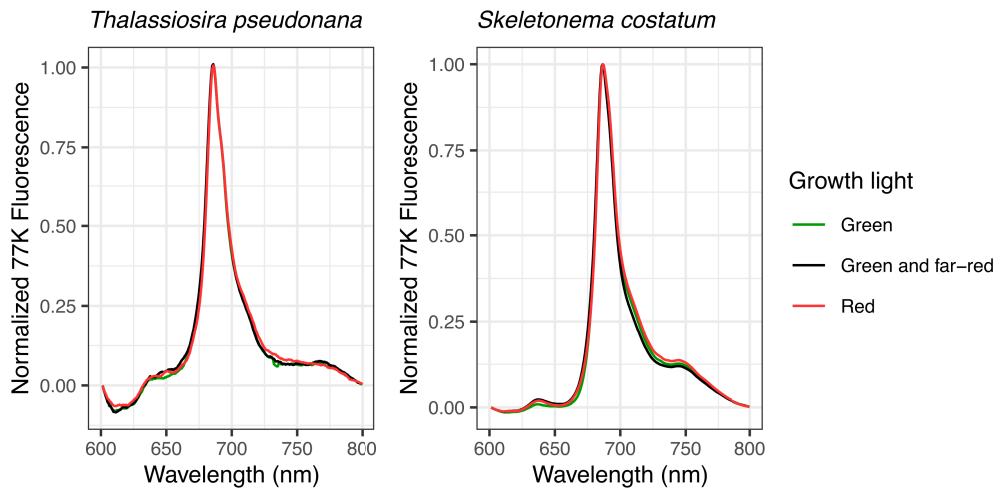 Thalassiosira pseudonana
Normalized 77K Fluorescence
1.00
0.75
0.50
0.25
0.00
600 650 700 750 800
Wavelength (nm)
Skeletonema costatum
Normalized 77K Fluorescence
1.00
0.75
0.50
0.25
0.00
600 650 700 750 800
Wavelength (nm)
Growth light
Green
Green and far−red
Red